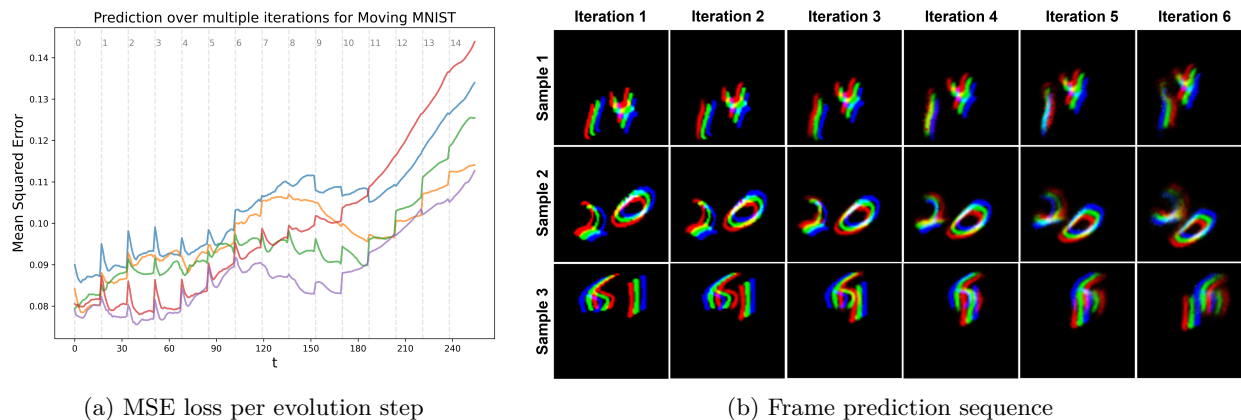 Prediction over multiple iterations for Moving MNIST
0 1 2 3 4 5 6 7 8 9 10 11 12 13 14
0.14
0.13
0.12
0.11
0.10
0.09
0.08
Mean Squared Error
0 30 60 90 120 150 180 210 240
t
(a) MSE loss per evolution step
Iteration 1 Iteration 2 Iteration 3 Iteration 4 Iteration 5 Iteration 6
Sample 1
Sample 2
Sample 3
(b) Frame prediction sequence